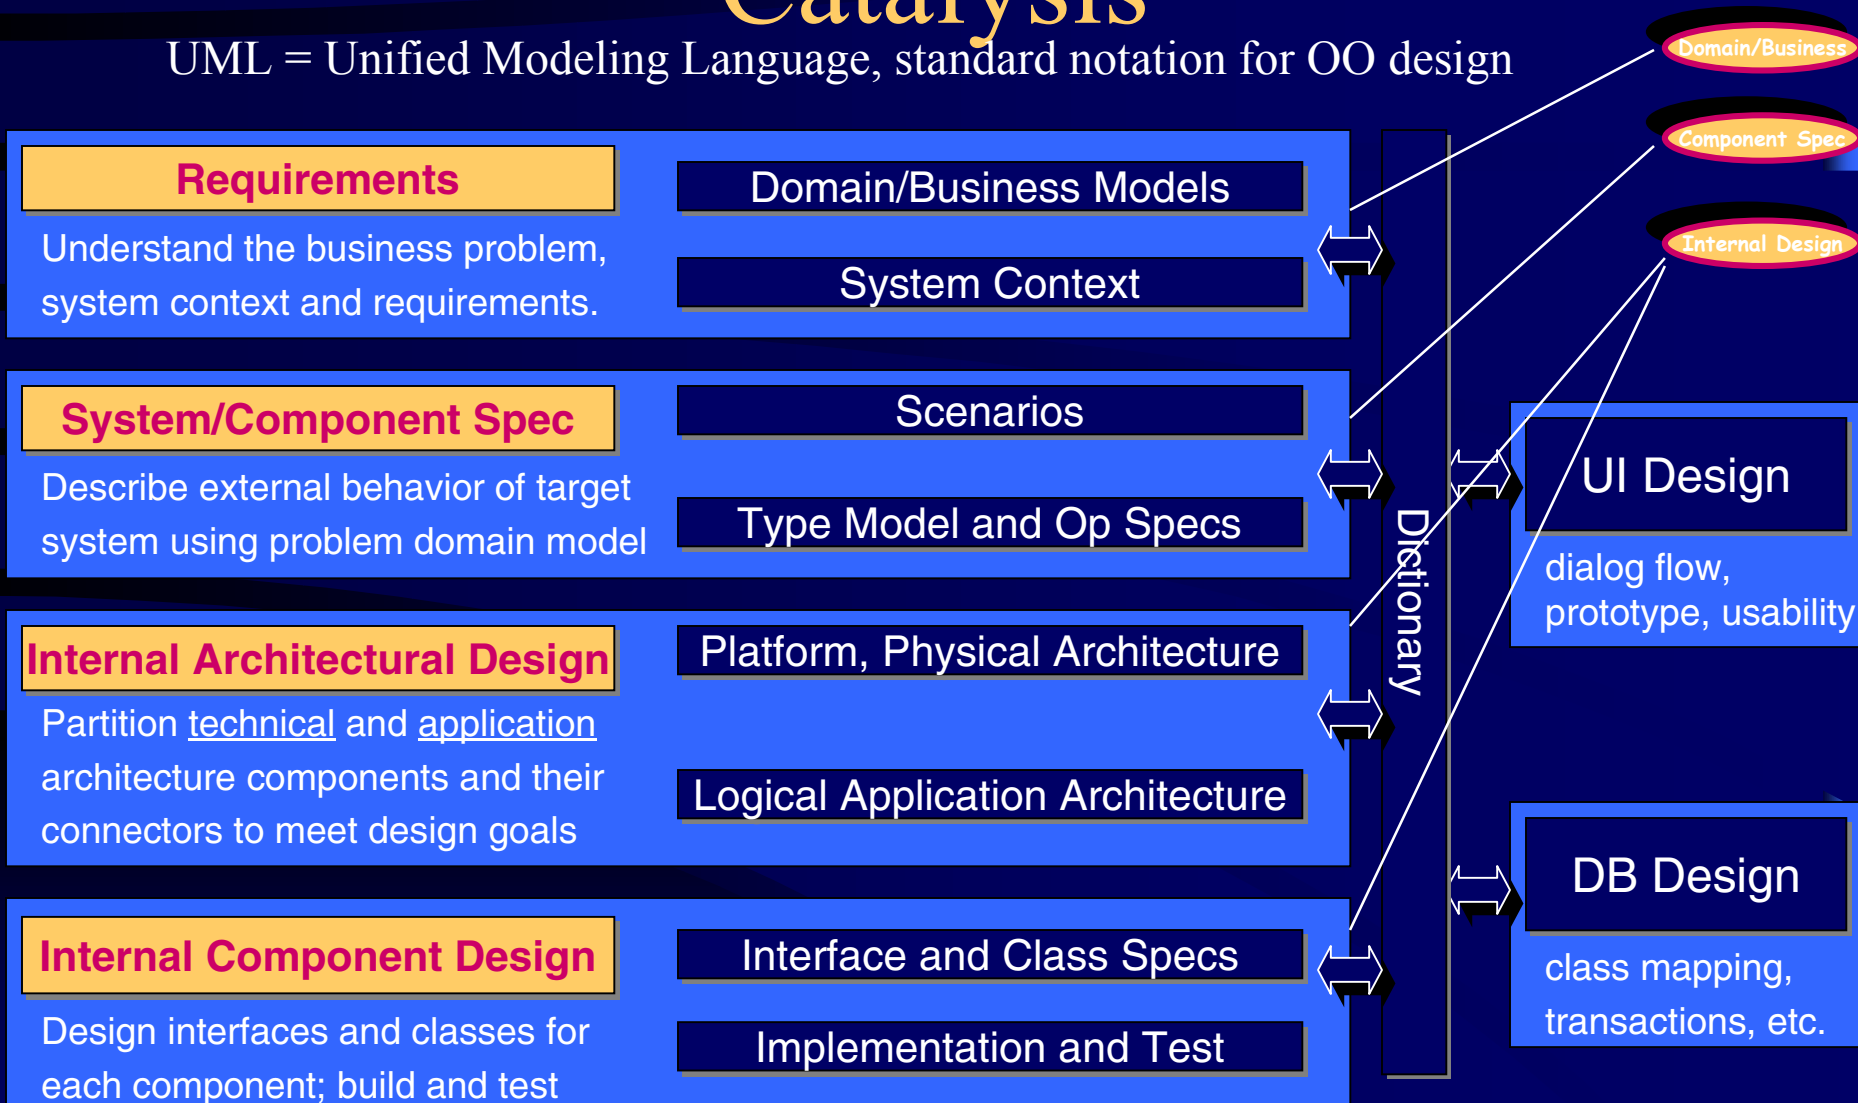 Catalysis
UML = Unified Modeling Language, standard notation for OO design
Domain/Business
Component Spec
Internal Design
Requirements
Understand the business problem,
system context and requirements.
Domain/Business Models
System Context
System/Component Spec
Describe external behavior of target
system using problem domain model
Scenarios
Type Model and Op Specs
Internal Architectural Design
Partition technical and application
architecture components and their
connectors to meet design goals
Platform, Physical Architecture
Logical Application Architecture
Internal Component Design
Design interfaces and classes for
each component; build and test
Interface and Class Specs
Implementation and Test
Dictionary
UI Design
dialog flow,
prototype, usability
DB Design
class mapping,
transactions, etc.